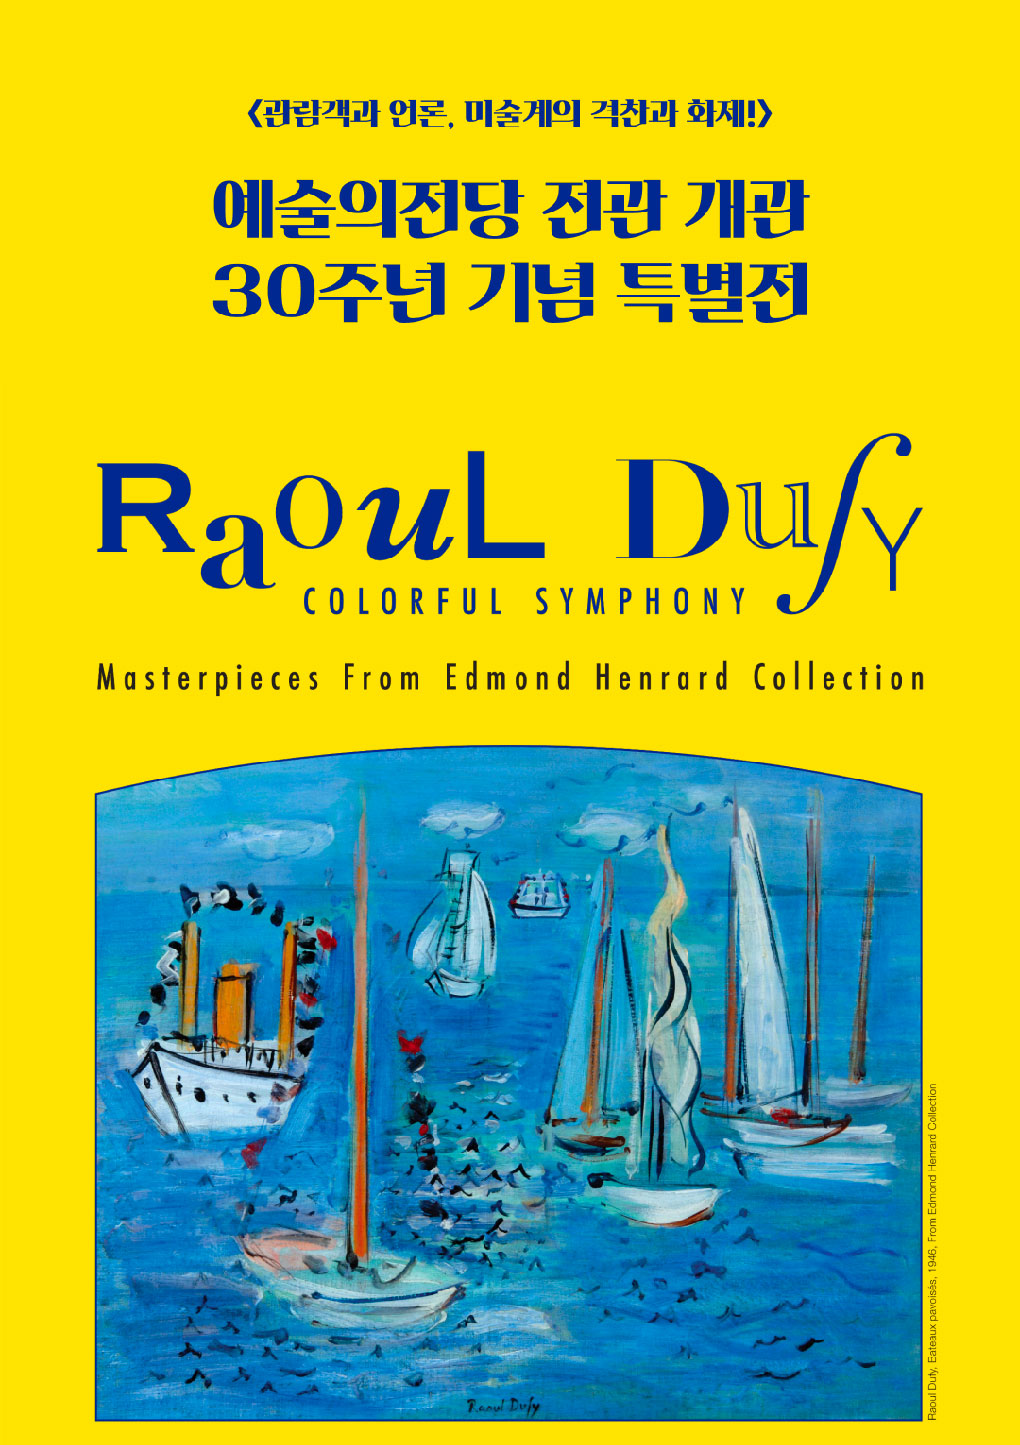 <관람객과 언론, 미술계의 격찬과 화제!>
예술의전당 전관 개관
30주년 기념 특별전
Raoul Dufy
COLORFUL SYMPHONY
Masterpieces From Edmond Henrard Collection
Raoul Dufy, Eateaux pavoisés, 1946, From Edmond Henrard Collection
Raoul Dufy